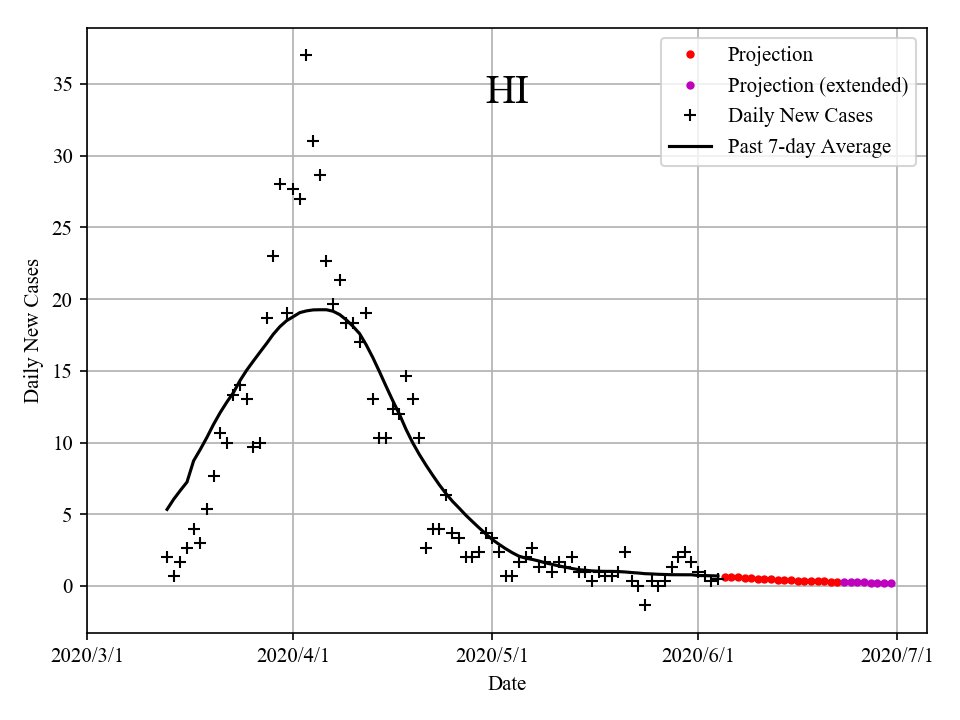 HI
Projection
Projection (extended)
Daily New Cases
Past 7-day Average
35
30
25
20
15
10
5
0
Daily New Cases
2020/3/1
2020/4/1
2020/5/1
2020/6/1
2020/7/1
Date